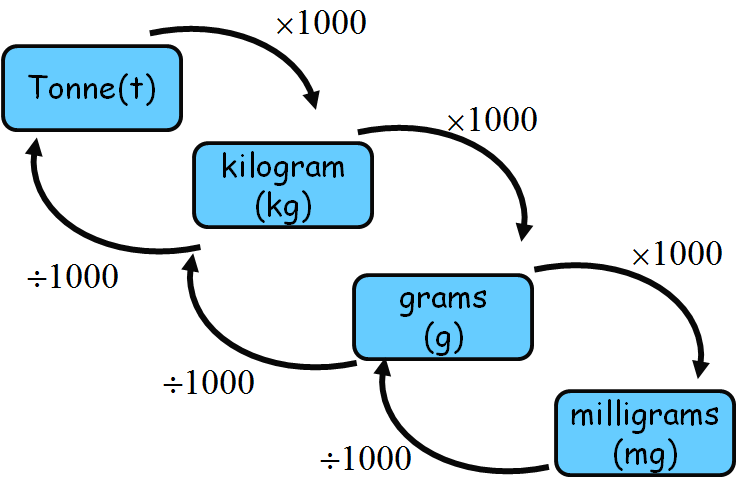 ×1000
Tonne(t)
×1000
kilogram
(kg)
÷1000
×1000
grams
(g)
÷1000
milligrams
(mg)
÷1000